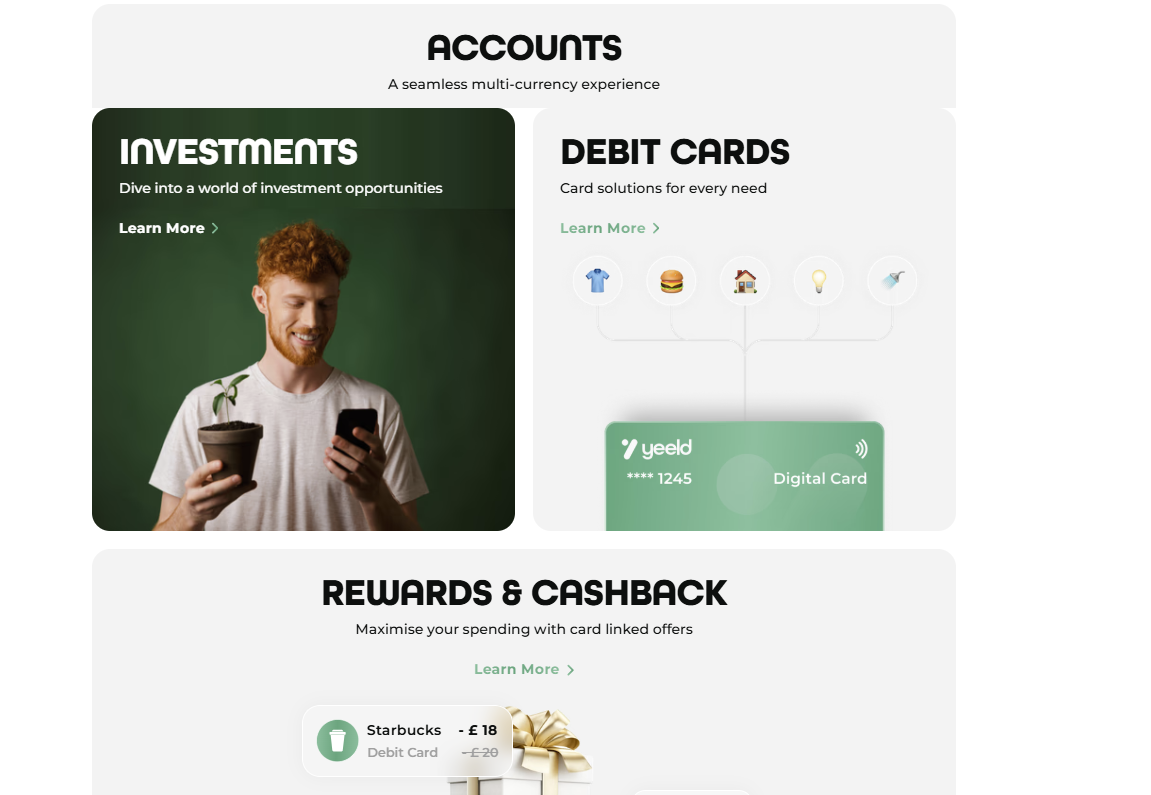 ACCOUNTS
A seamless multi-currency experience
INVESTMENTS
Dive into a world of investment opportunities
Learn More
DEBIT CARDS
Card solutions for every need
Learn More
yeeld
**** 1245 Digital Card
REWARDS & CASHBACK
Maximise your spending with card linked offers
Learn More
Starbucks - £ 18
Debit Card - £ 20